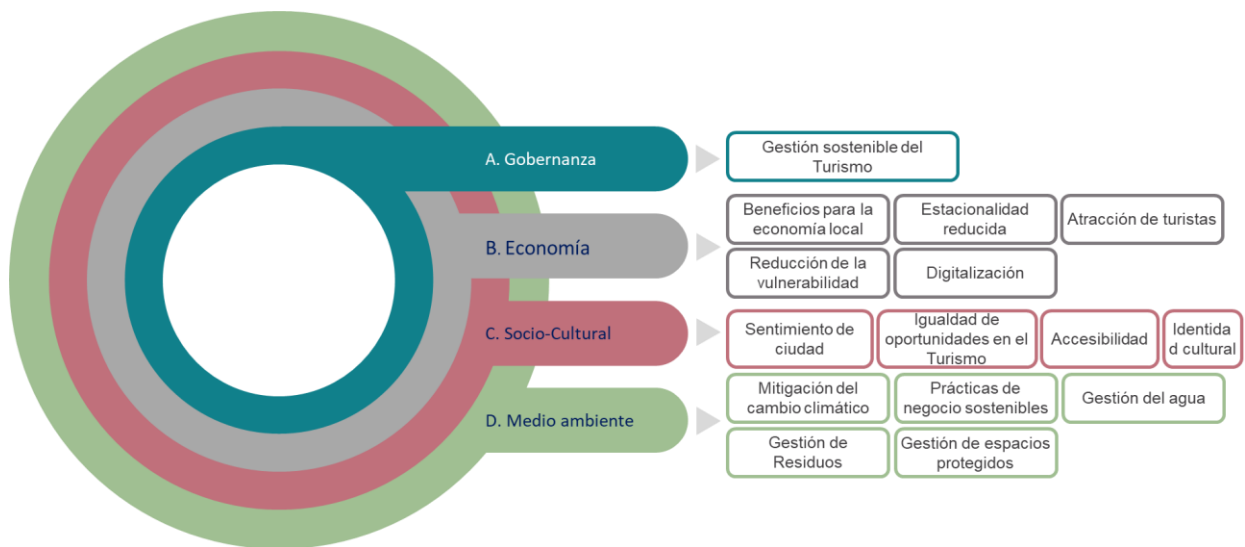 A. Gobernanza
Gestión sostenible del
Turismo
B. Economía
Beneficios para la
economía local
Estacionalidad
reducida
Atracción de turistas
Reducción de la
vulnerabilidad
Digitalización
C. Socio-Cultural
Sentimiento de
ciudad
Igualdad de
oportunidades en el
Turismo
Accesibilidad
Identida
d cultural
D. Medio ambiente
Mitigación del
cambio climático
Prácticas de
negocio sostenibles
Gestión del agua
Gestión de
Residuos
Gestión de espacios
protegidos